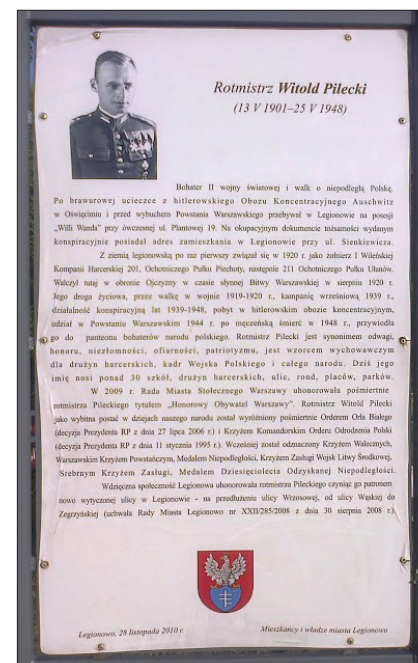 Rotmistrz Witold Pilecki
(13 V 1901–25 V 1948)
Bohater II wojny światowej i walk o niepodległą Polskę.
Po brawurowej ucieczce z hitlerowskiego Obozu Koncentracyjnego Auschwitz
w Oświęcimiu i przed wybuchem Powstania Warszawskiego przebywał w Legionowie na posesji
„Willi Wanda” przy ówczesnej ul. Plantowej 19. Na okupacyjnym dokumencie tożsamości wydanym
konspiracyjnie posiadał adres zamieszkania w Legionowie przy ul. Sienkiewicza.
Z ziemią legionowską po raz pierwszy związał się w 1920 r. jako żołnierz I Wileńskiej
Kompanii Harcerskiej 201, Ochotniczego Pułku Piechoty, następnie 211 Ochotniczego Pułku Ułanów.
Walczył tutaj w obronie Ojczyzny w czasie słynnej Bitwy Warszawskiej w sierpniu 1920 r.
Jego droga życiowa, przez walkę w wojnie 1919-1920 r., kampanię wrześniową 1939 r.,
działalność konspiracyjną lat 1939-1948, pobyt w hitlerowskim obozie koncentracyjnym,
udział w Powstaniu Warszawskim 1944 r. po męczeńską śmierć w 1948 r., przywiodła
go do panteonu bohaterów narodu polskiego. Rotmistrz Pilecki jest synonimem odwagi,
honoru, niezłomności, ofiarności, patriotyzmu, jest wzorcem wychowawczym
dla drużyn harcerskich, kadr Wojska Polskiego i całego narodu. Dziś jego
imię nosi ponad 30 szkół, drużyn harcerskich, ulic, rond, placów, parków.
W 2009 r. Rada Miasta Stołecznego Warszawy uhonorowała pośmiertnie
rotmistrza Pileckiego tytułem „Honorowy Obywatel Warszawy”. Rotmistrz Witold Pilecki
jako wybitna postać w dziejach naszego narodu został wyróżniony pośmiertnie Orderem Orła Białego
(decyzja Prezydenta RP z dnia 27 lipca 2006 r.) i Krzyżem Komandorskim Orderu Odrodzenia Polski
(decyzja Prezydenta RP z dnia 11 stycznia 1995 r.). Wcześniej został odznaczony Krzyżem Walecznych,
Warszawskim Krzyżem Powstańczym, Medalem Niepodległości, Krzyżem Zasługi Wojsk Litwy Środkowej,
Srebrnym Krzyżem Zasługi, Medalem Dziesięciolecia Odzyskanej Niepodległości.
Wdzięczna społeczność Legionowa uhonorowała rotmistrza Pileckiego czyniąc go patronem
nowo wytyczonej ulicy w Legionowie - na przedłużeniu ulicy Wrzosowej, od ulicy Wąskiej do
Zegrzyńskiej (uchwała Rady Miasta Legionowo nr XXII/285/2008 z dnia 30 sierpnia 2008 r.).
Legionowo, 28 listopada 2010 r.
Mieszkańcy i władze miasta Legionowo